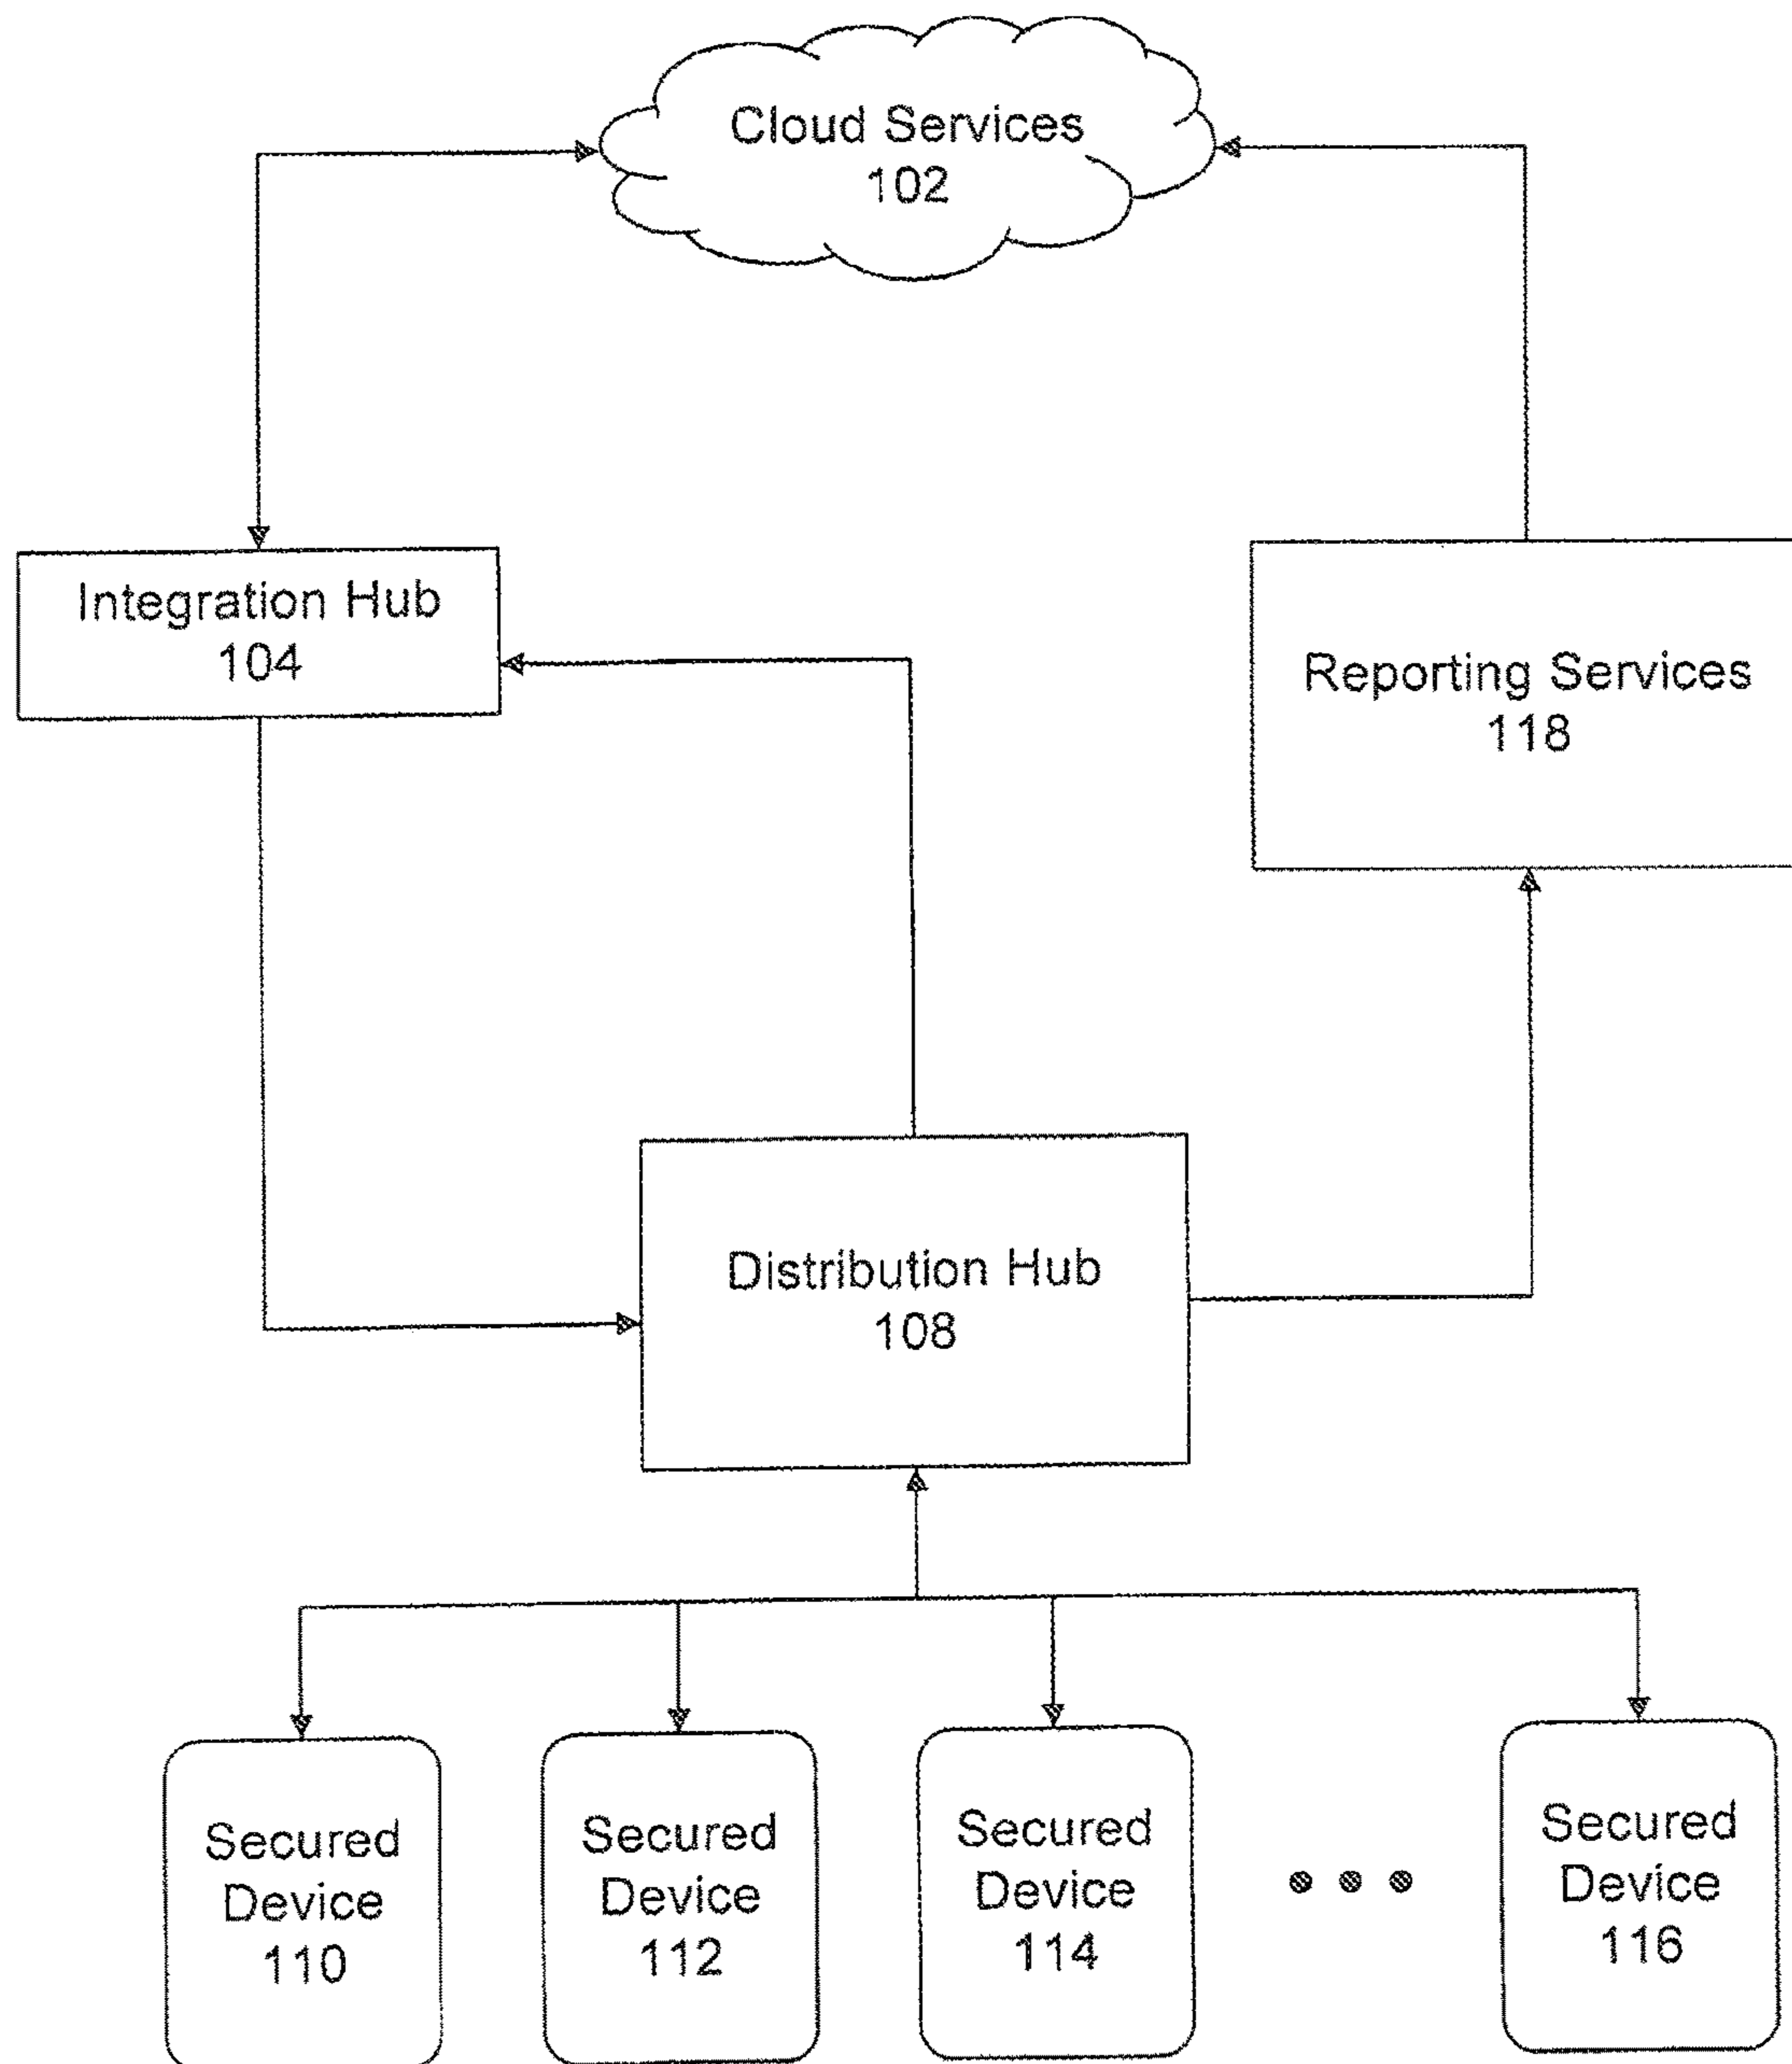 Cloud Services
102
Integration Hub
104
Reporting Services
118
Distribution Hub
108
Secured
Device
110
Secured
Device
112
Secured
Device
114
Secured
Device
116